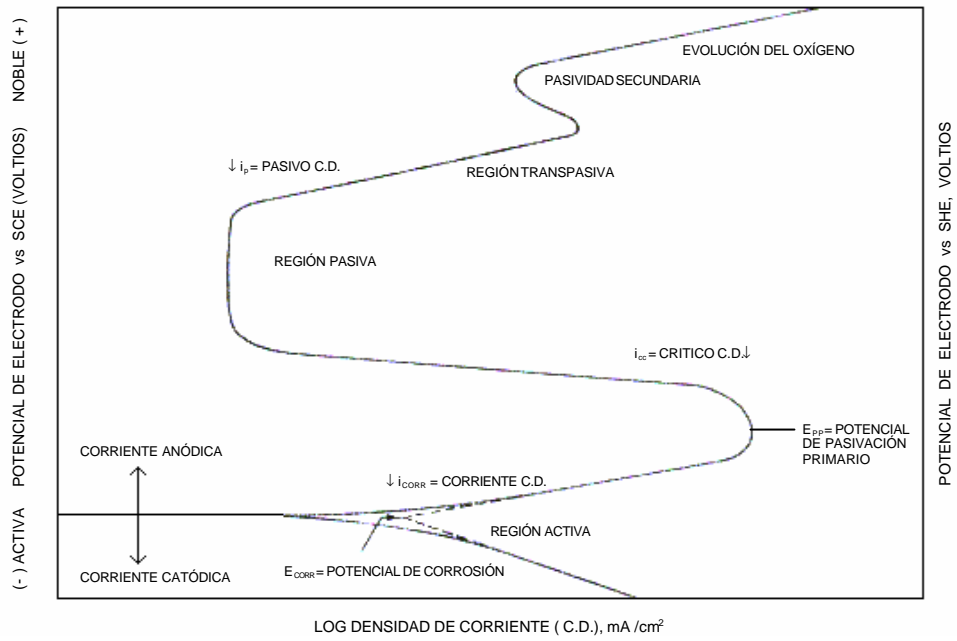 EVOLUCIÓN DEL OXÍGENO
PASIVIDAD SECUNDARIA
↓ ip = PASIVO C.D.
REGIÓN TRANSPASIVA
REGIÓN PASIVA
icc = CRITICO C.D.↓
EPP = POTENCIAL
DE PASIVACIÓN
PRIMARIO
CORRIENTE ANÓDICA
↓ iCORR = CORRIENTE C.D.
REGIÓN ACTIVA
CORRIENTE CATÓDICA
ECORR = POTENCIAL DE CORROSIÓN
(-) ACTIVA POTENCIAL DE ELECTRODO vs SCE (VOLTIOS) NOBLE (+)
POTENCIAL DE ELECTRODO vs SHE, VOLTIOS
LOG DENSIDAD DE CORRIENTE ( C.D.), mA /cm²